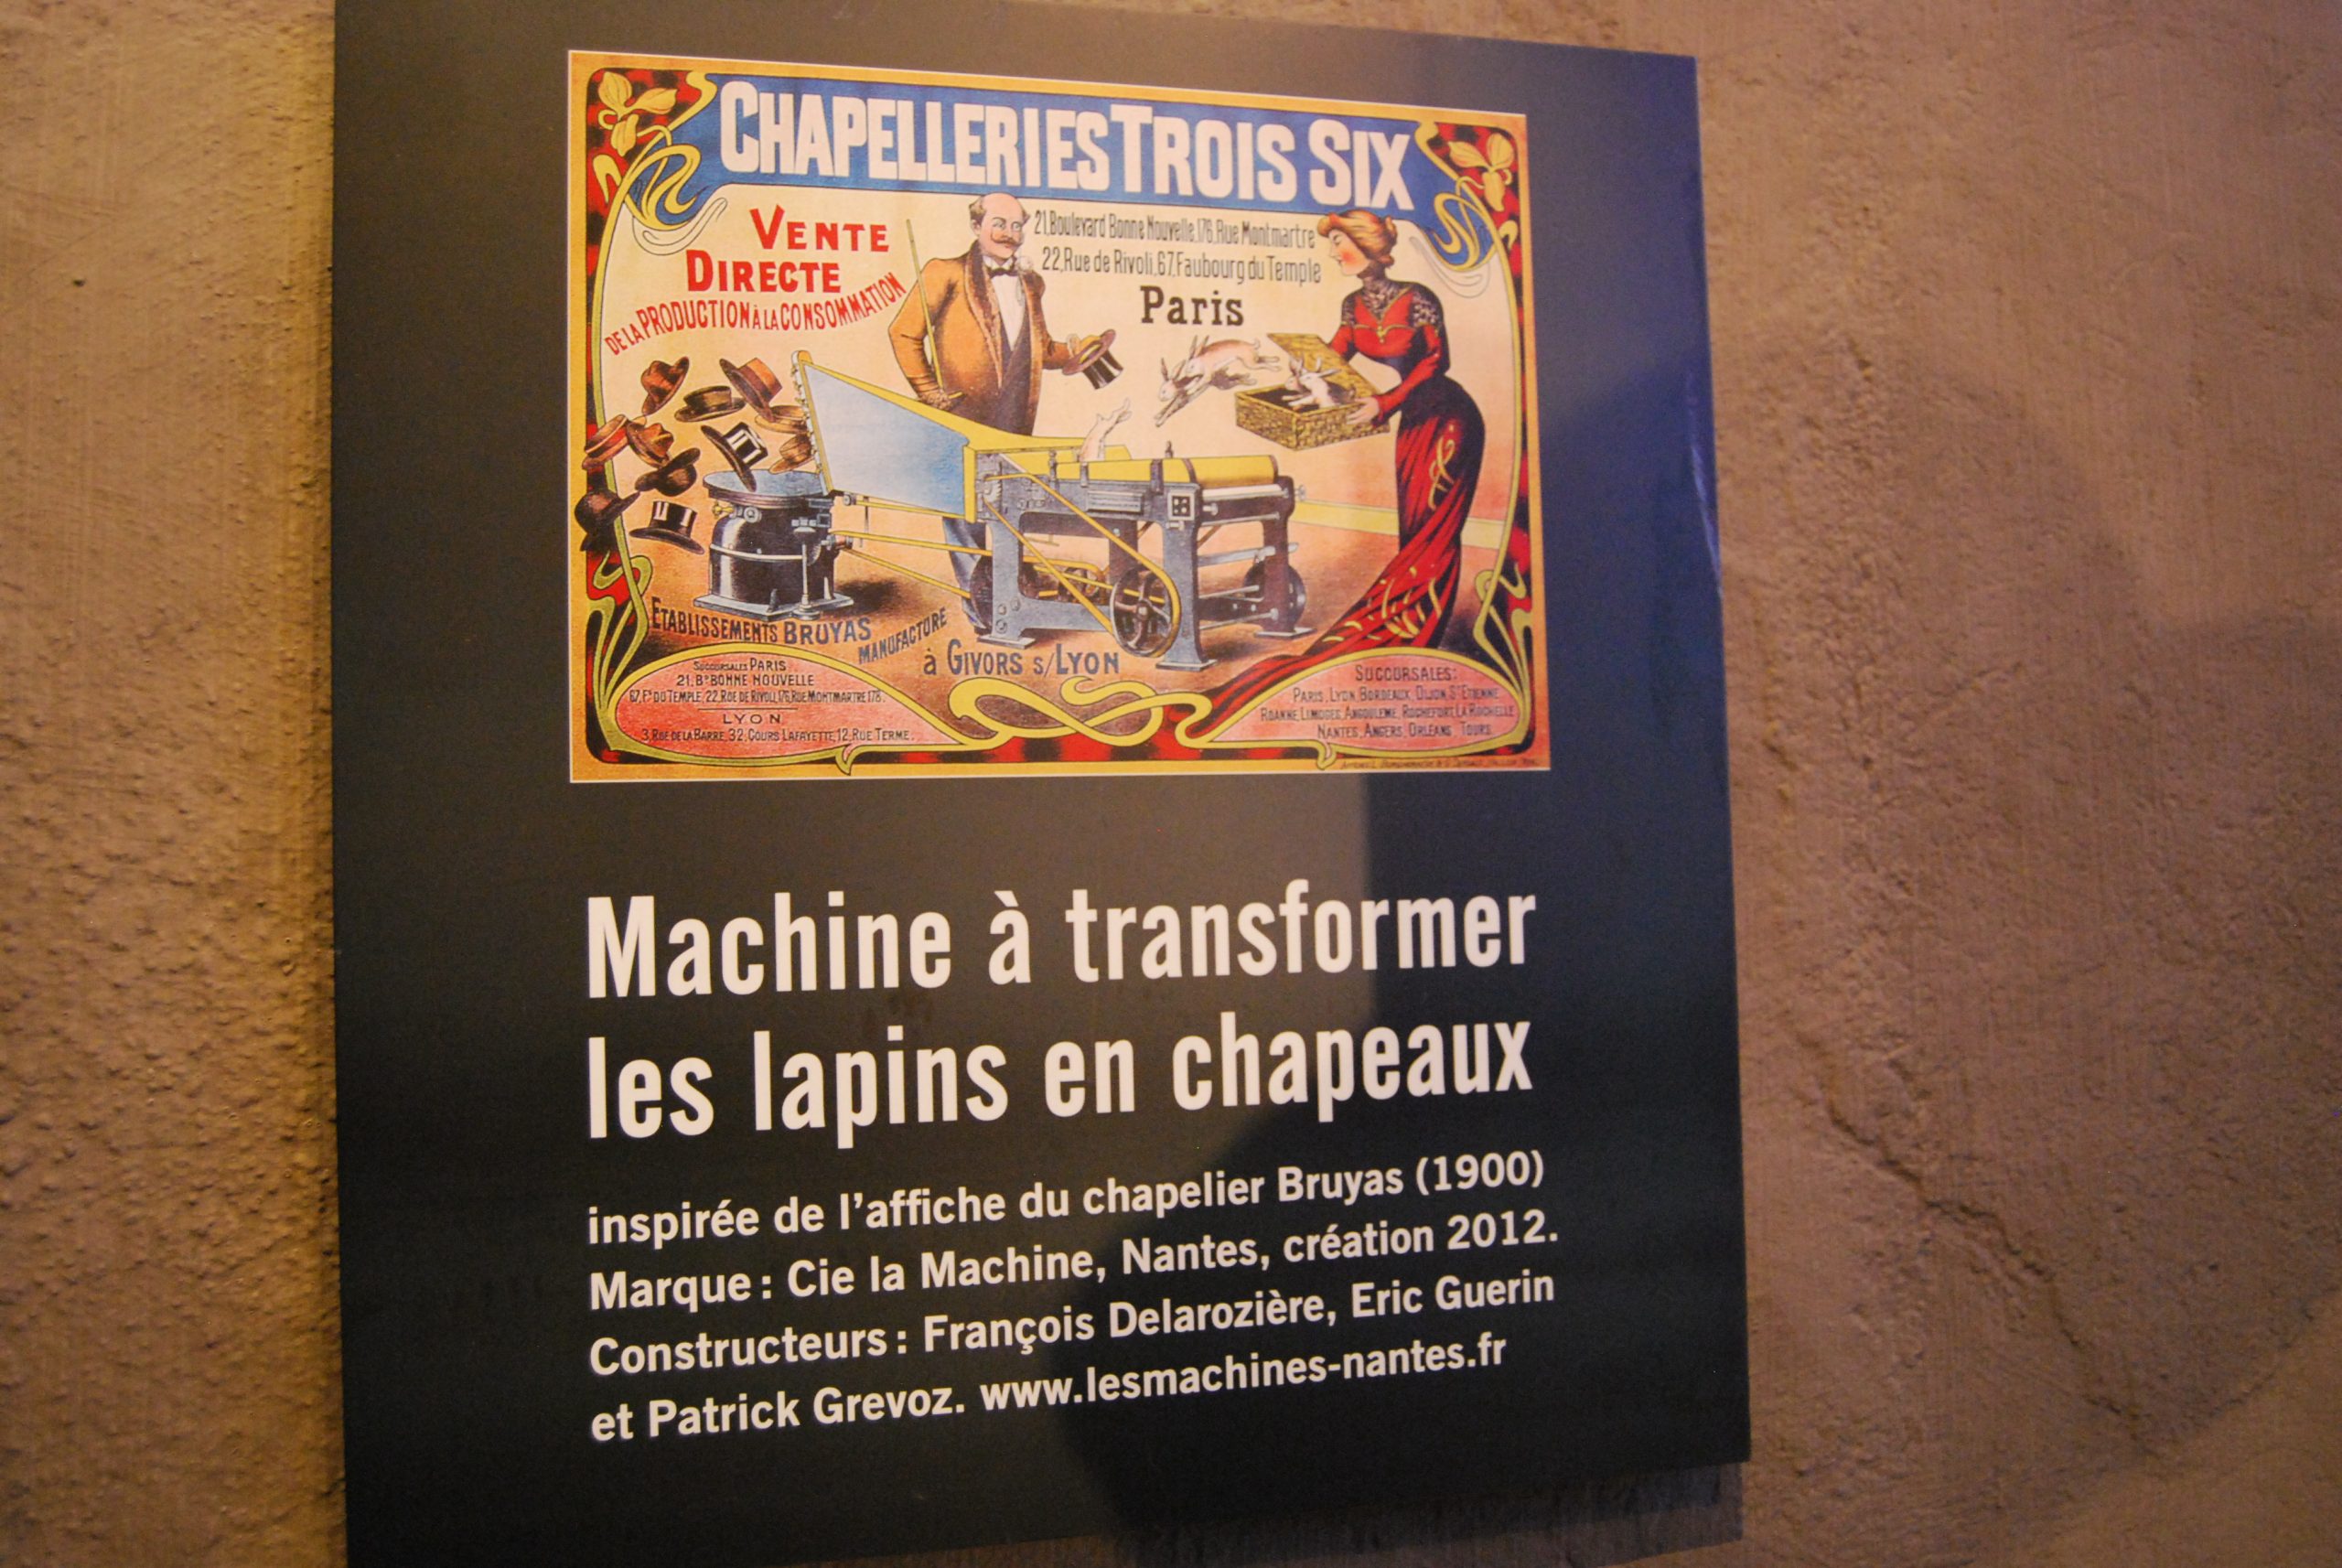 CHAPELLERIES TROIS SIX
VENTE
DIRECTE
DE LA PRODUCTION À LA CONSOMMATION
21, Boulevard Bonne Nouvelle, 178, Rue Montmartre
22, Rue de Rivoli, 67, Faubourg du Temple
Paris
ETABLISSEMENTS BRUYAS
MANUFACTURE
à GIVORS S/LYON
SUCCURSALES PARIS
21, BD BONNE NOUVELLE
67, Fg DU TEMPLE, 22, RUE DE RIVOLI, 176, RUE MONTMARTRE 178.
LYON
3, RUE DE LA BARRE, 32, COURS LAFAYETTE, 12, RUE TERME.
SUCCURSALES:
PARIS, LYON, BORDEAUX, DIJON, St ETIENNE,
ROANNE, LIMOGES, ANGOULEME, ROCHEFORT, LA ROCHELLE
NANTES, ANGERS, ORLEANS, TOURS.
Machine à transformer
les lapins en chapeaux
inspirée de l'affiche du chapelier Bruyas (1900)
Marque : Cie la Machine, Nantes, création 2012.
Constructeurs : François Delarozière, Eric Guerin
et Patrick Grevoz. www.lesmachines-nantes.fr